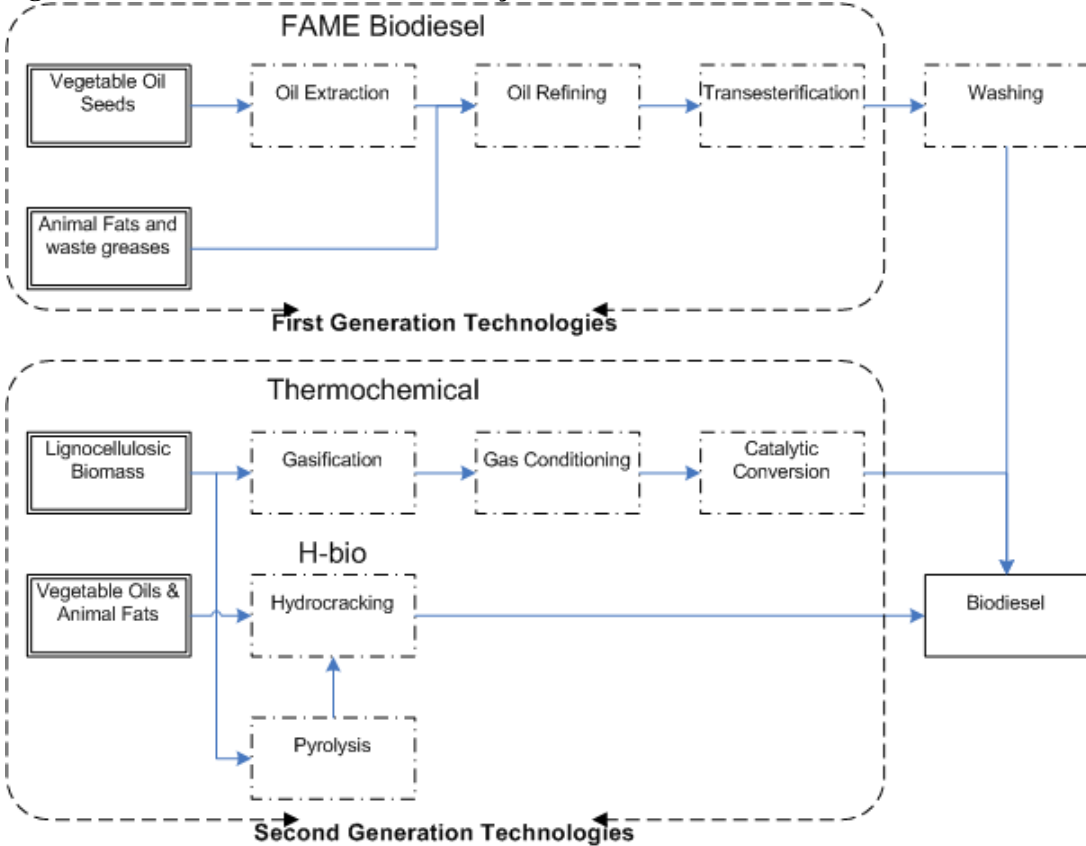 FAME Biodiesel
Vegetable Oil
Seeds
Oil Extraction
Oil Refining
Transesterification
Washing
Animal Fats and
waste greases
First Generation Technologies
Thermochemical
Lignocellulosic
Biomass
Gasification
Gas Conditioning
Catalytic
Conversion
H-bio
Vegetable Oils &
Animal Fats
Hydrocracking
Biodiesel
Pyrolysis
Second Generation Technologies